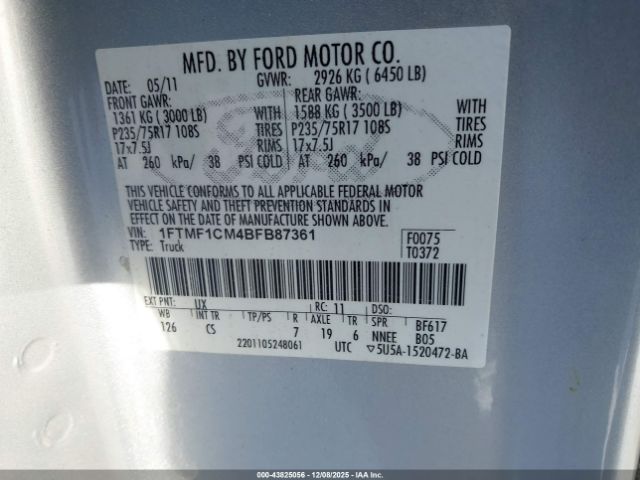 MFD. BY FORD MOTOR CO.
DATE: 05/11 GVWR: 2926 KG ( 6450 LB)
FRONT GAWR: REAR GAWR:
1361 KG ( 3000 LB) WITH 1588 KG ( 3500 LB) WITH
P235/75R17 108S TIRES P235/75R17 108S TIRES
17x7.5J RIMS 17x7.5J RIMS
AT 260 kPa/ 38 PSI COLD AT 260 kPa/ 38 PSI COLD
Ford
THIS VEHICLE CONFORMS TO ALL APPLICABLE FEDERAL MOTOR
VEHICLE SAFETY AND THEFT PREVENTION STANDARDS IN
EFFECT ON THE DATE OF MANUFACTURE SHOWN ABOVE.
VIN: 1FTMF1CM4BFB87361 F0075
TYPE: Truck T0372
EXT PNT: UX RC: 11 DSO:
WB INT TR TP/PS R AXLE TR SPR BF617
126 CS 7 19 6 NNEE B05
2201105248061 UTC ▽5U5A-1520472-BA
000-43825056 - 12/08/2025 - IAA Inc.